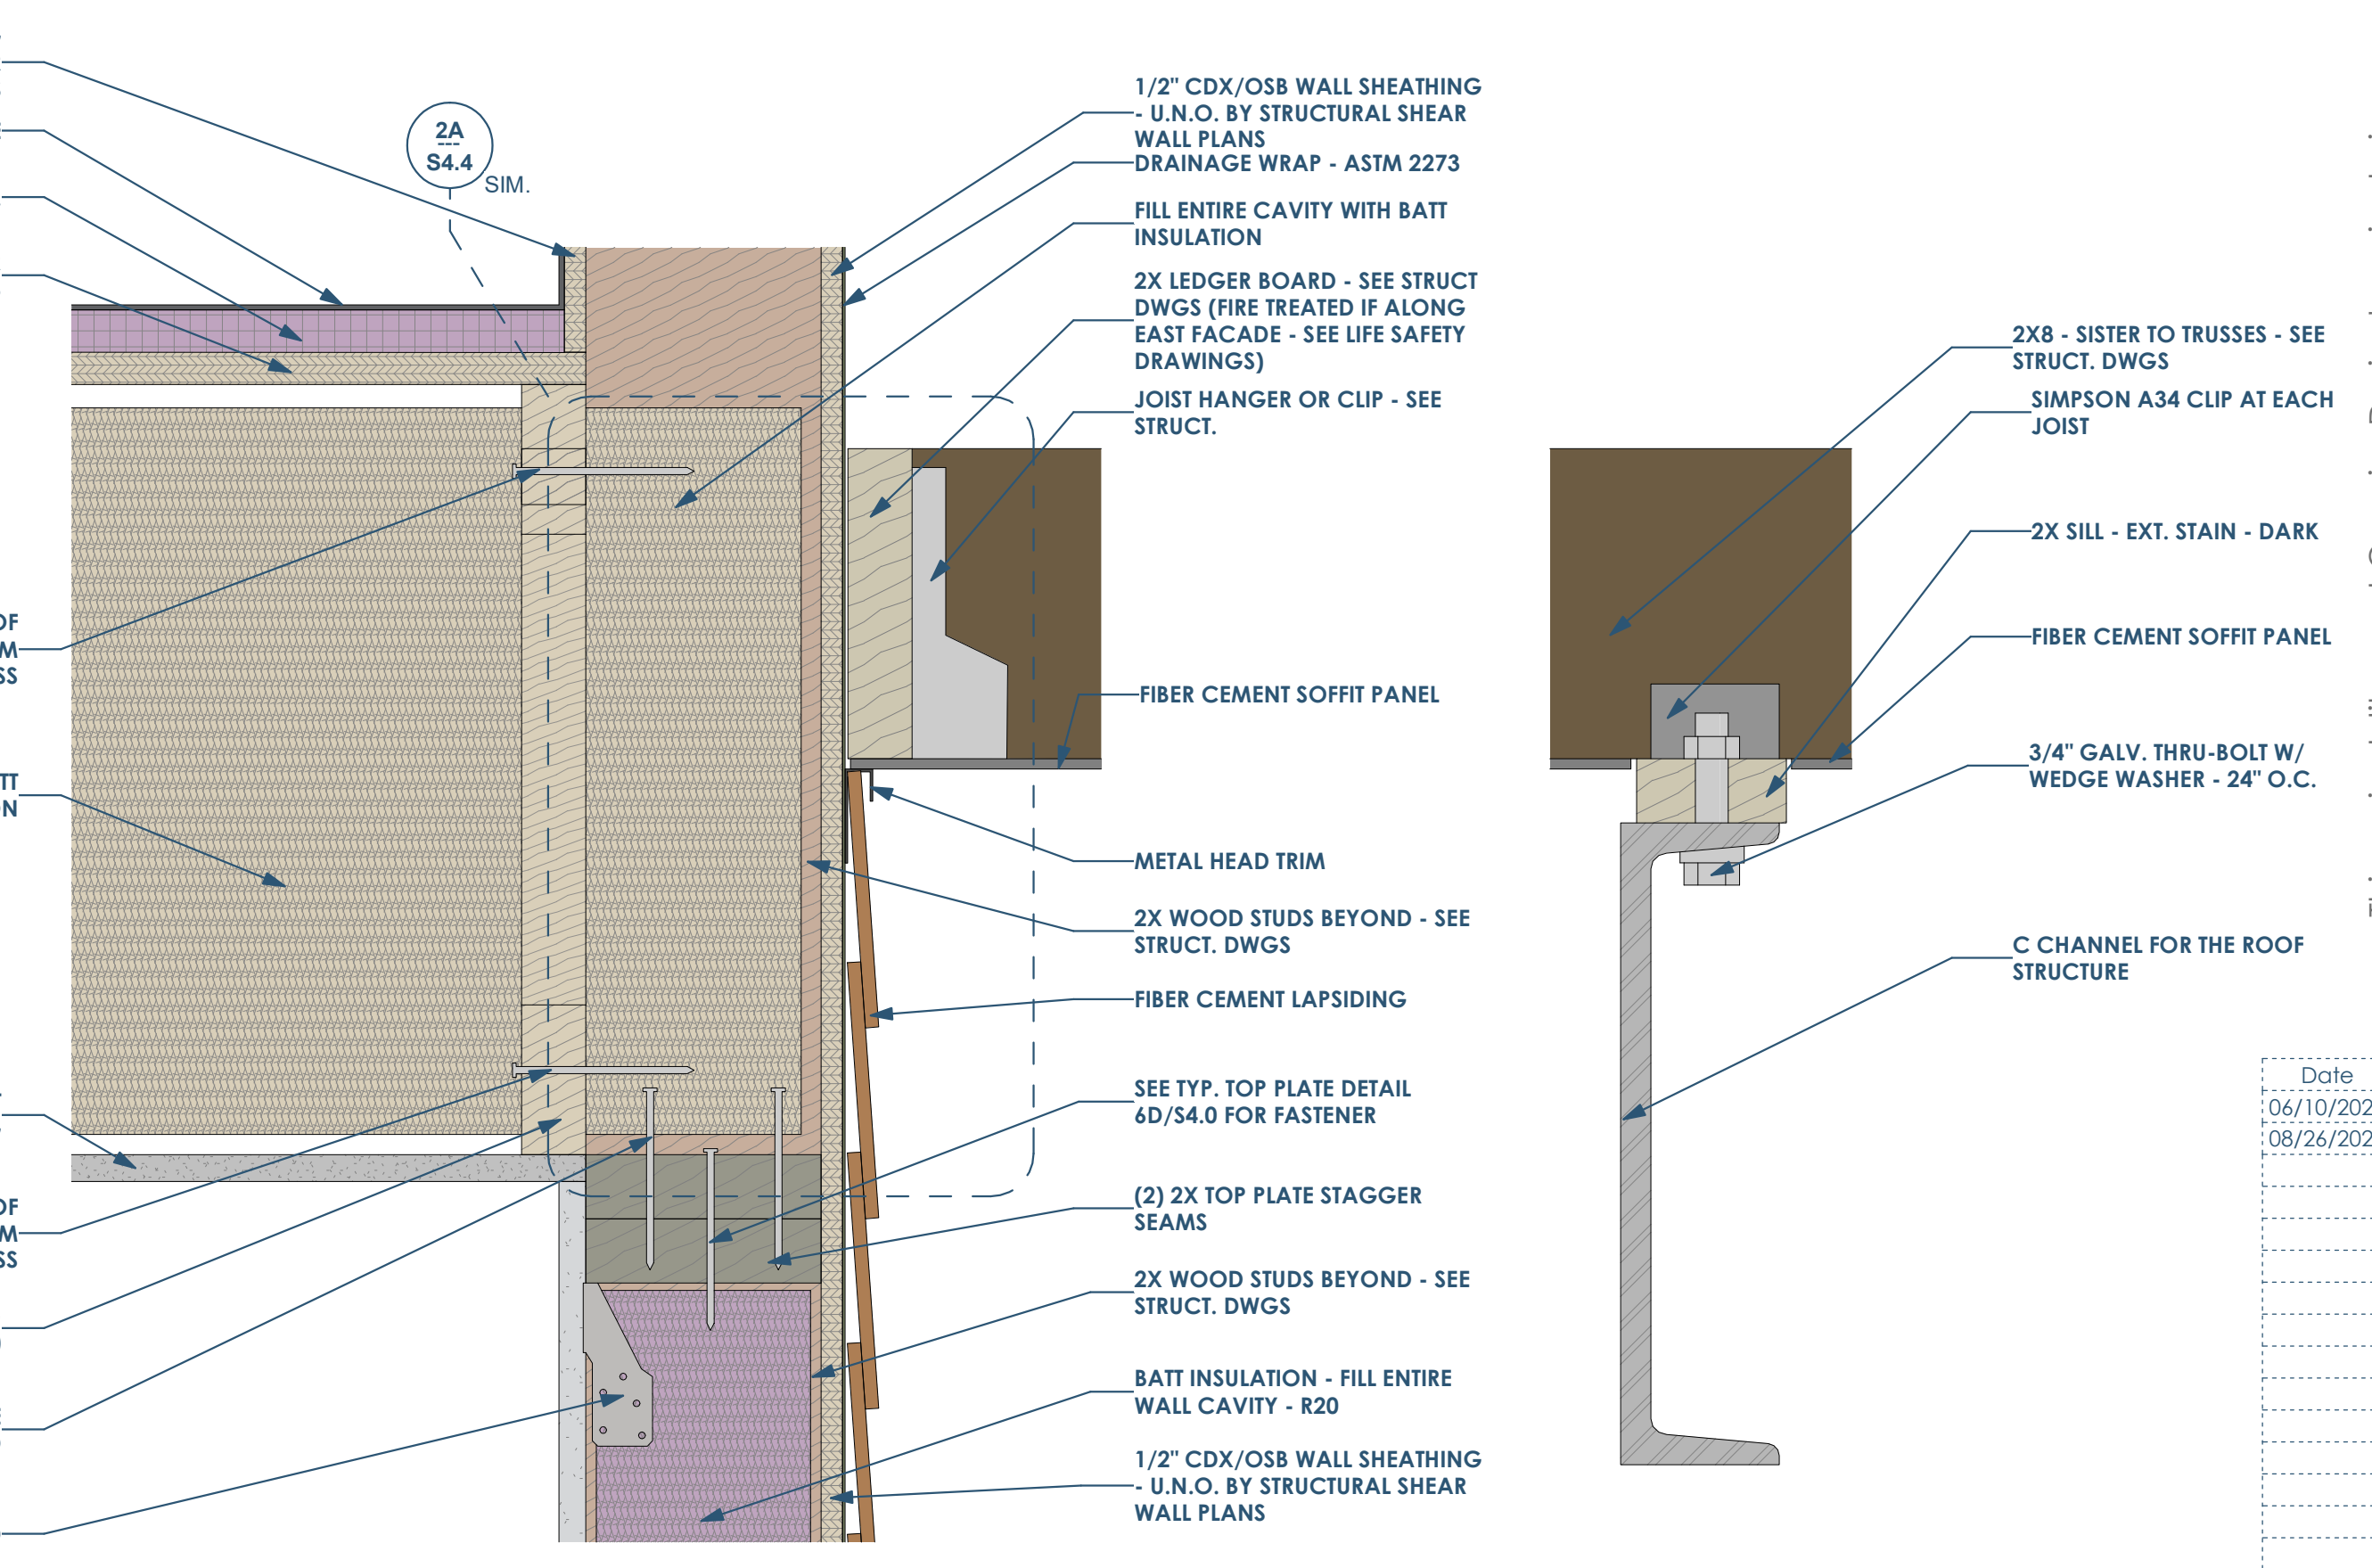 2A
---
S4.4
SIM.
1/2" CDX/OSB WALL SHEATHING
- U.N.O. BY STRUCTURAL SHEAR
WALL PLANS
DRAINAGE WRAP - ASTM 2273
FILL ENTIRE CAVITY WITH BATT
INSULATION
2X LEDGER BOARD - SEE STRUCT
DWGS (FIRE TREATED IF ALONG
EAST FACADE - SEE LIFE SAFETY
DRAWINGS)
JOIST HANGER OR CLIP - SEE
STRUCT.
FIBER CEMENT SOFFIT PANEL
METAL HEAD TRIM
2X WOOD STUDS BEYOND - SEE
STRUCT. DWGS
FIBER CEMENT LAPSIDING
SEE TYP. TOP PLATE DETAIL
6D/S4.0 FOR FASTENER
(2) 2X TOP PLATE STAGGER
SEAMS
2X WOOD STUDS BEYOND - SEE
STRUCT. DWGS
BATT INSULATION - FILL ENTIRE
WALL CAVITY - R20
1/2" CDX/OSB WALL SHEATHING
- U.N.O. BY STRUCTURAL SHEAR
WALL PLANS
2X8 - SISTER TO TRUSSES - SEE
STRUCT. DWGS
SIMPSON A34 CLIP AT EACH
JOIST
2X SILL - EXT. STAIN - DARK
FIBER CEMENT SOFFIT PANEL
3/4" GALV. THRU-BOLT W/
WEDGE WASHER - 24" O.C.
C CHANNEL FOR THE ROOF
STRUCTURE
Date
06/10/202
08/26/202